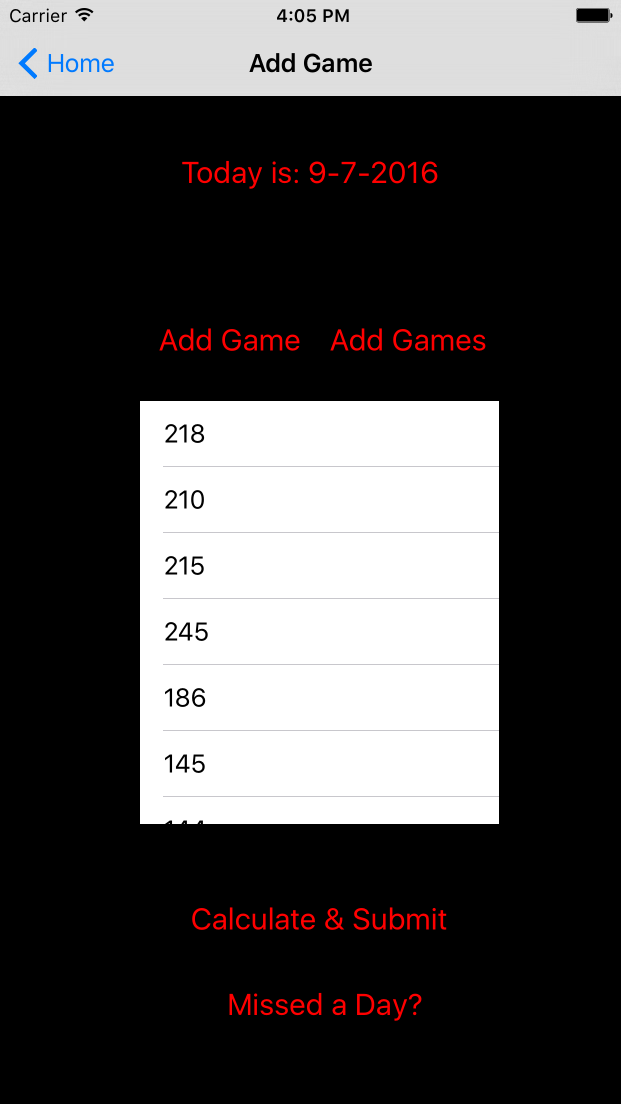 Carrier 4:05 PM
Home Add Game
Today is: 9-7-2016
Add Game Add Games
218
210
215
245
186
145
Calculate & Submit
Missed a Day?